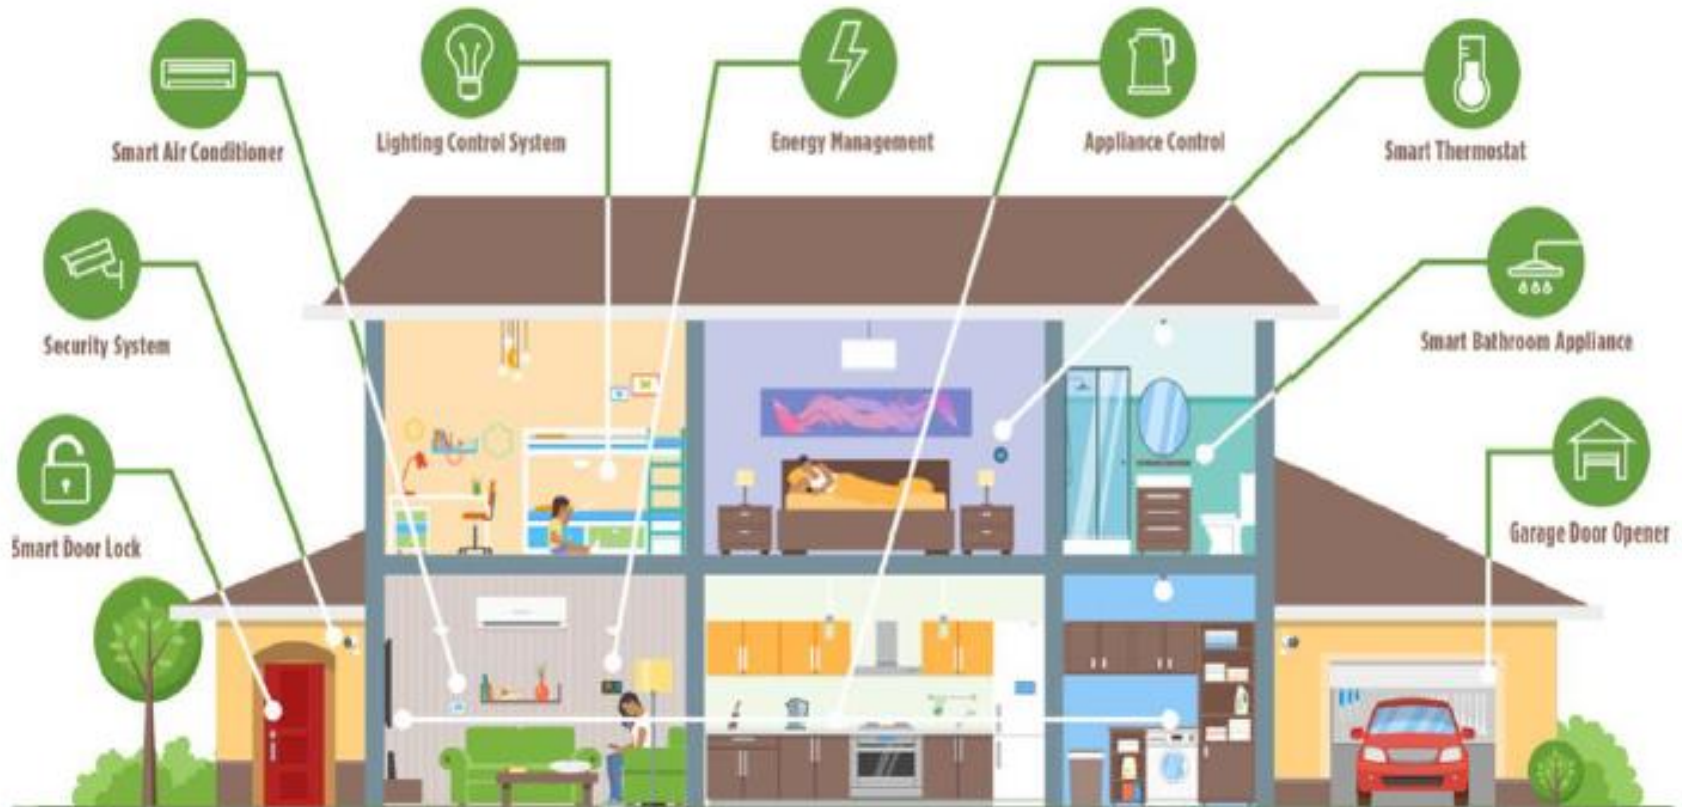 Smart Air Conditioner
Lighting Control System
Energy Management
Appliance Control
Smart Thermostat
Security System
Smart Bathroom Appliance
Smart Door Lock
Garage Door Opener